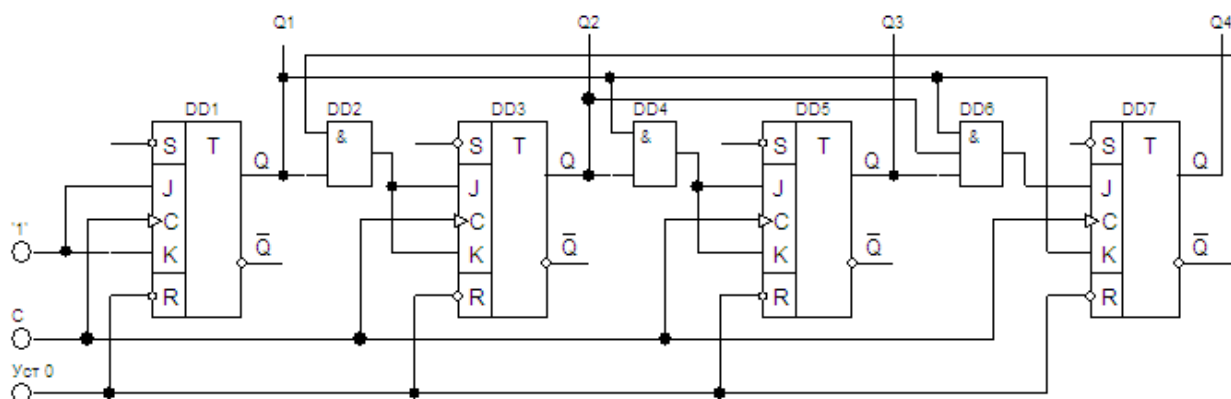 Q1 Q2 Q3 Q4
DD1 DD2 DD3 DD4 DD5 DD6 DD7
& & &
S T S T S T S T
Q Q Q Q
J J J J
C C C C
Q̅ Q̅ Q̅ Q̅
'1'
K K K K
R R R R
C
Уст 0